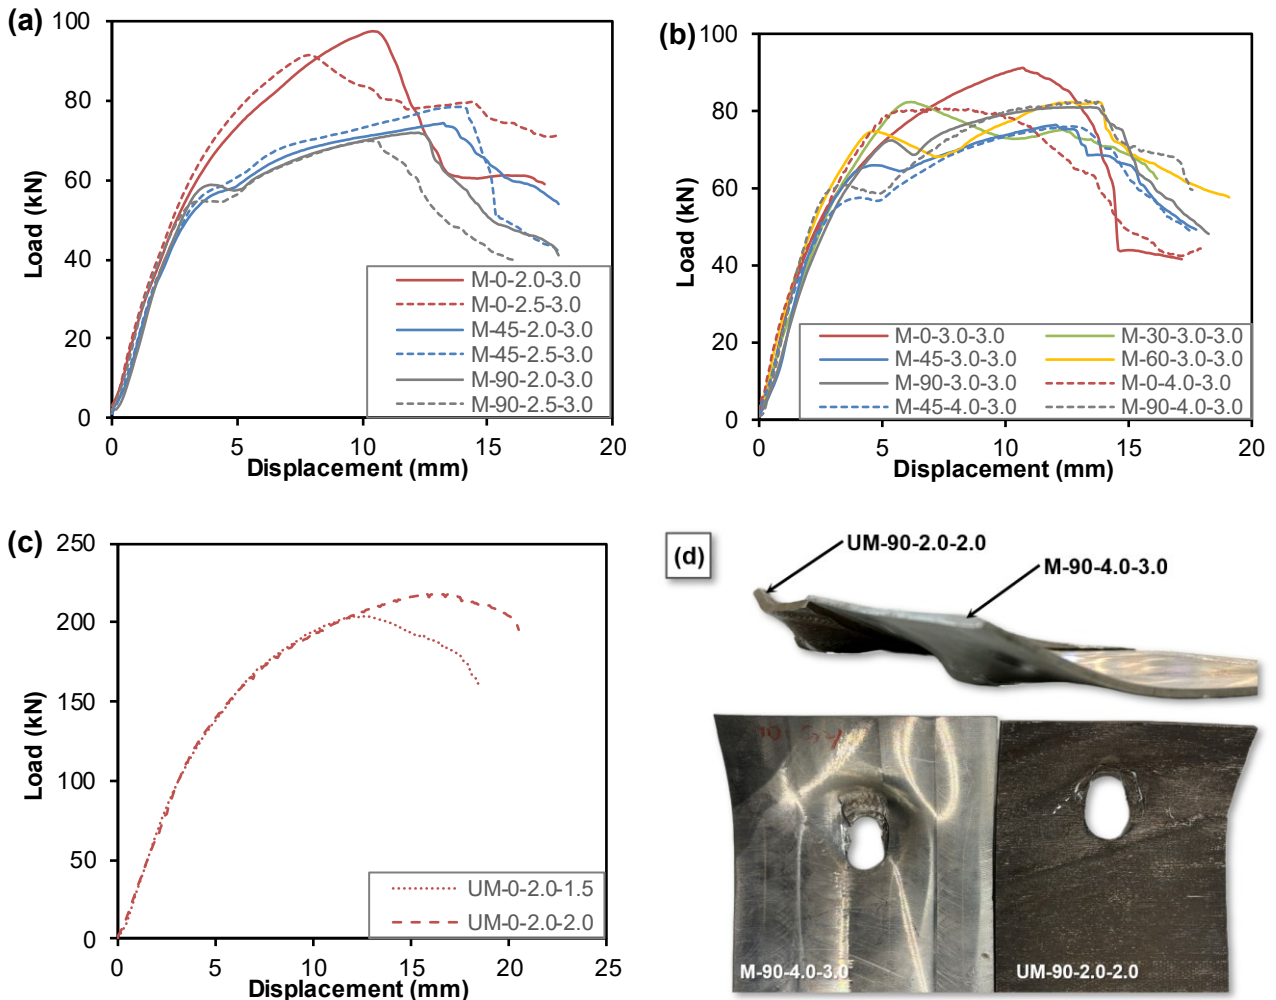 (a)
100
80
60
40
20
0
Load (kN)
0 5 10 15 20
Displacement (mm)
M-0-2.0-3.0
M-0-2.5-3.0
M-45-2.0-3.0
M-45-2.5-3.0
M-90-2.0-3.0
M-90-2.5-3.0
(b)
100
80
60
40
20
0
Load (kN)
0 5 10 15 20
Displacement (mm)
M-0-3.0-3.0 M-30-3.0-3.0
M-45-3.0-3.0 M-60-3.0-3.0
M-90-3.0-3.0 M-0-4.0-3.0
M-45-4.0-3.0 M-90-4.0-3.0
(c)
250
200
150
100
50
0
Load (kN)
0 5 10 15 20 25
Displacement (mm)
UM-0-2.0-1.5
UM-0-2.0-2.0
(d)
UM-90-2.0-2.0
M-90-4.0-3.0
M-90-4.0-3.0
UM-90-2.0-2.0